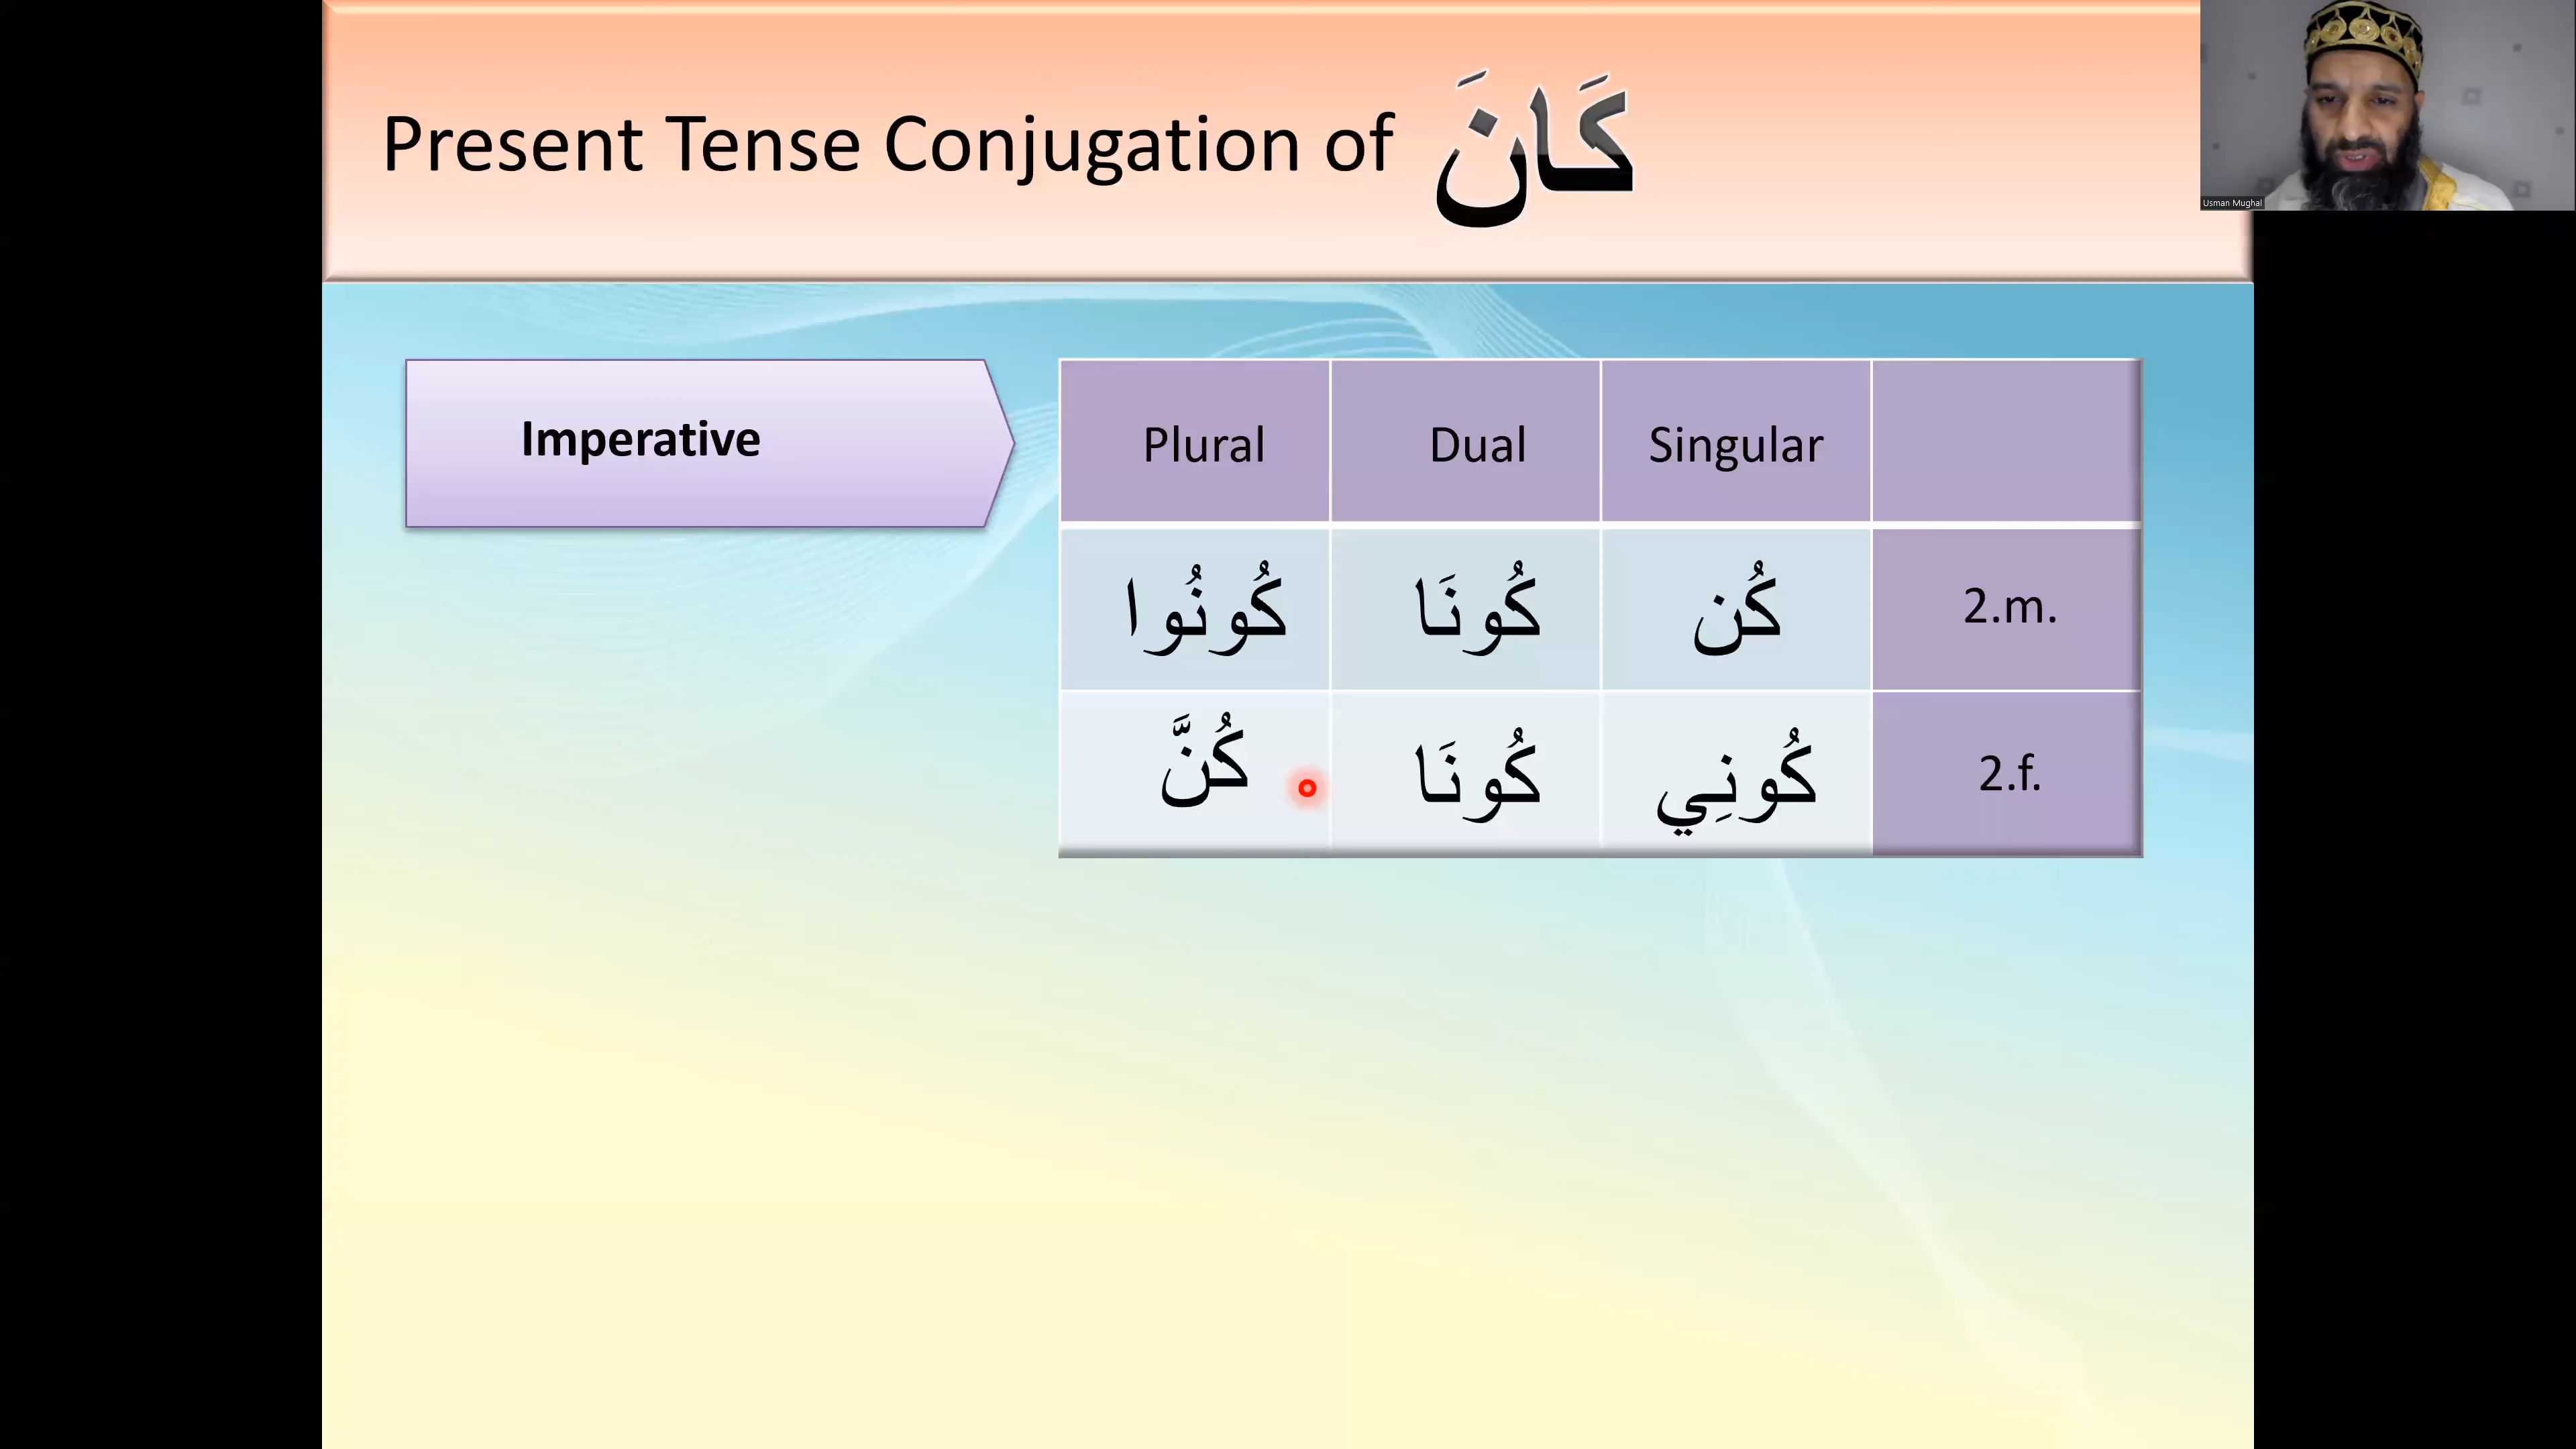 Present Tense Conjugation of كَانَ
Usman Mughal
Imperative
Plural Dual Singular
كُونُوا كُونَا كُن 2.m.
كُنَّ كُونَا كُونِي 2.f.